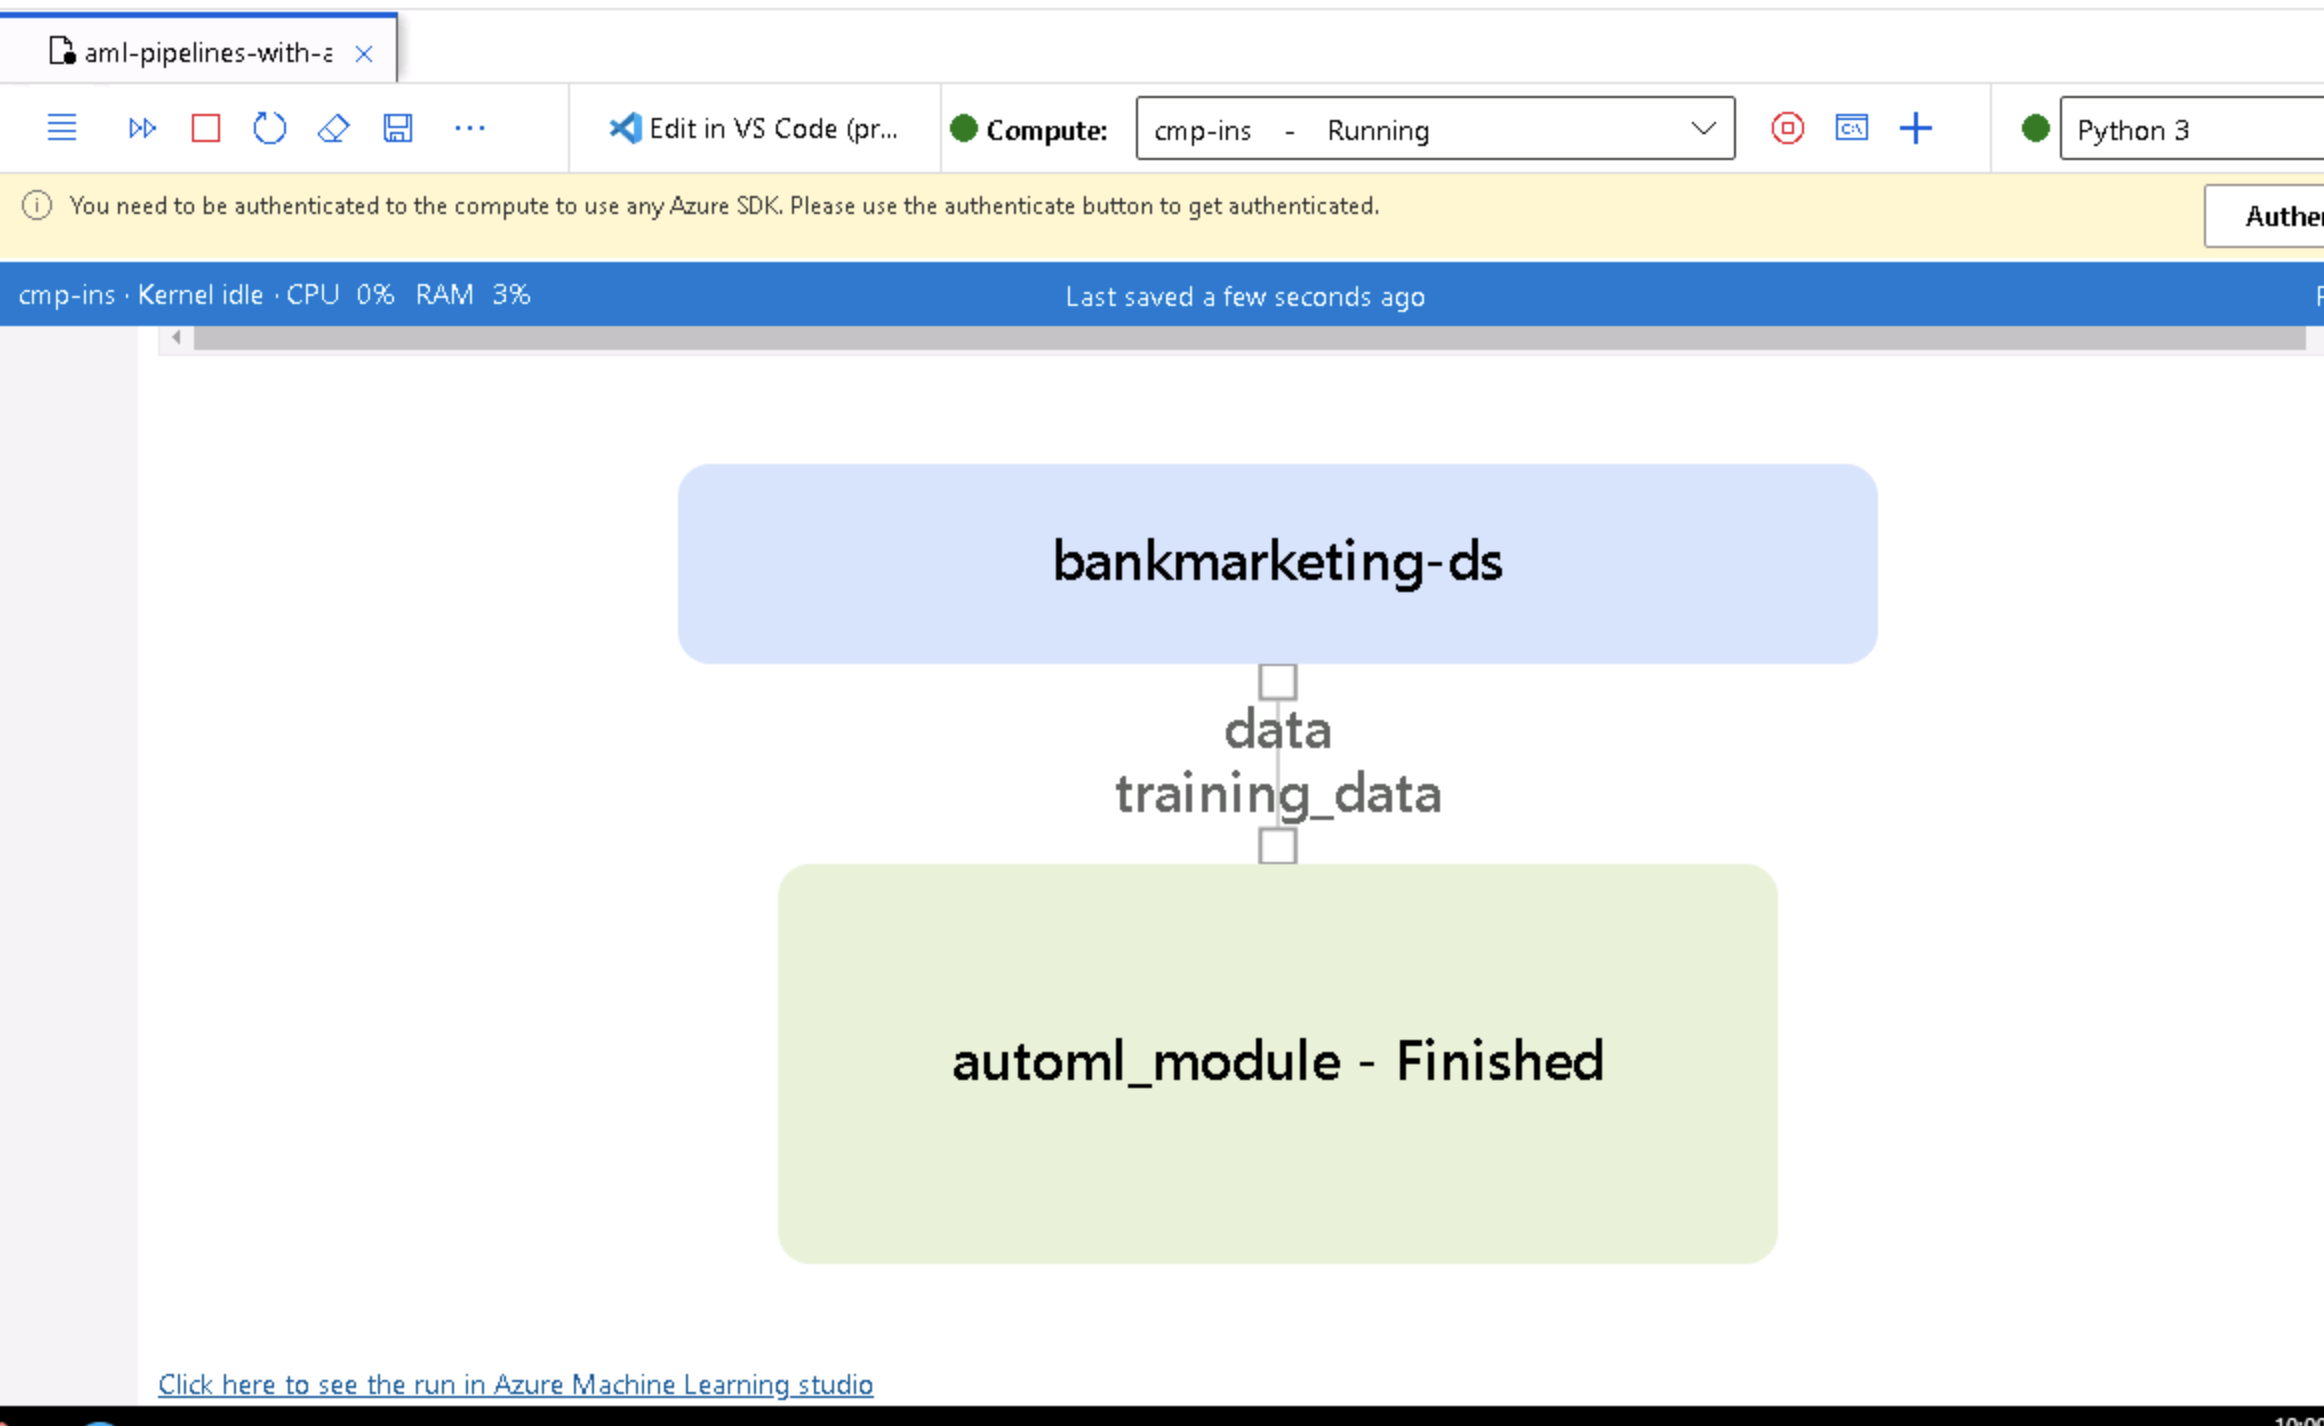 aml-pipelines-with-a
Edit in VS Code (pr...
Compute:
cmp-ins - Running
Python 3
You need to be authenticated to the compute to use any Azure SDK. Please use the authenticate button to get authenticated.
cmp-ins · Kernel idle · CPU 0% RAM 3%
Last saved a few seconds ago
bankmarketing-ds
data
training_data
automl_module - Finished
Click here to see the run in Azure Machine Learning studio